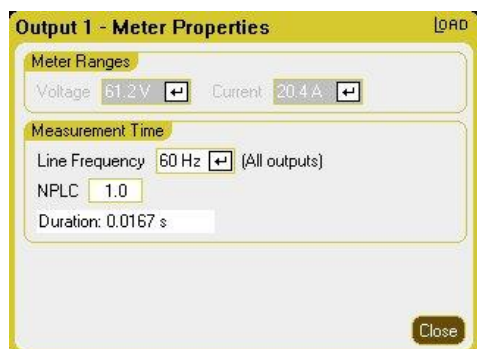 Output 1 - Meter Properties LOAD
Meter Ranges
Voltage 61.2 V Current 20.4 A
Measurement Time
Line Frequency 60 Hz (All outputs)
NPLC 1.0
Duration: 0.0167 s
Close